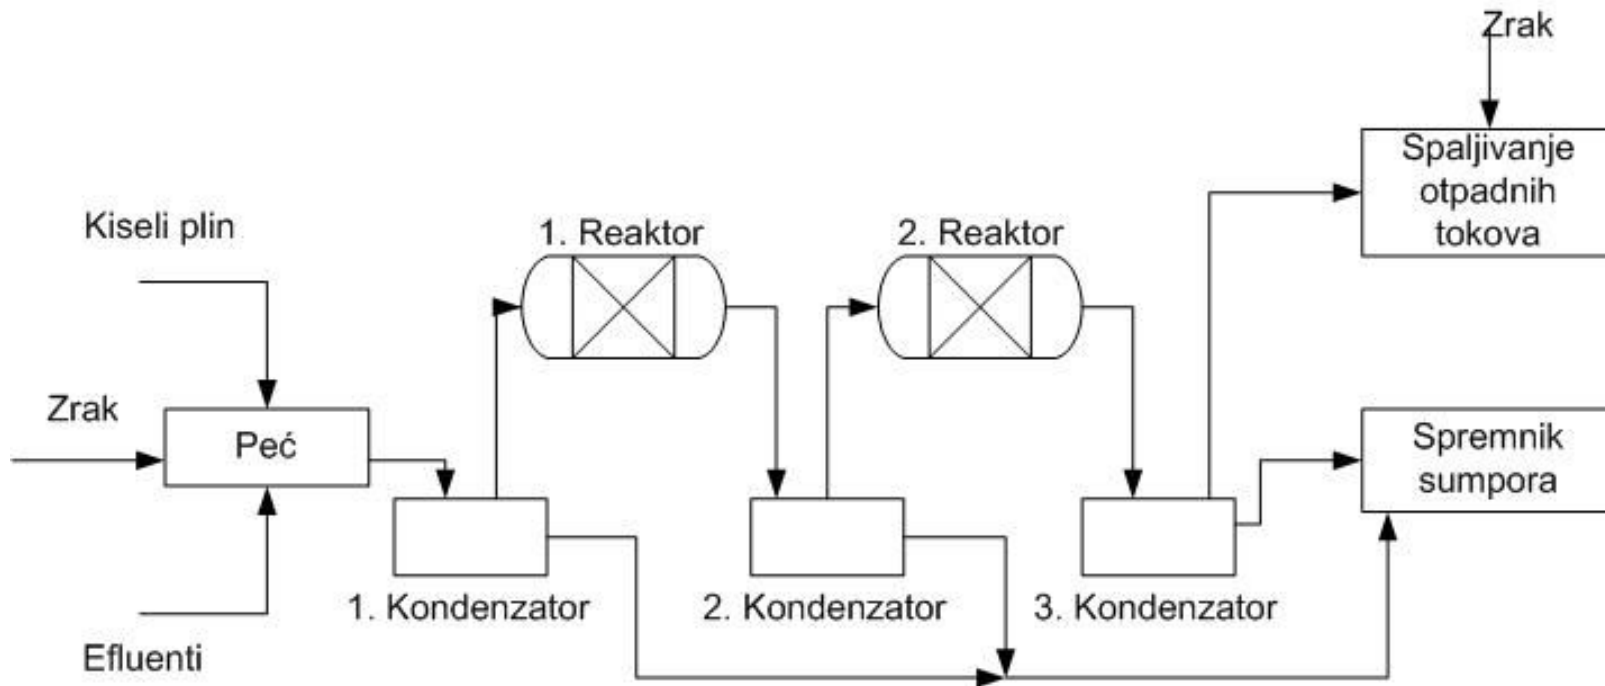 Zrak
Spaljivanje
otpadnih
tokova
Kiseli plin
1. Reaktor
2. Reaktor
Zrak
Peć
Spremnik
sumpora
1. Kondenzator
2. Kondenzator
3. Kondenzator
Efluenti